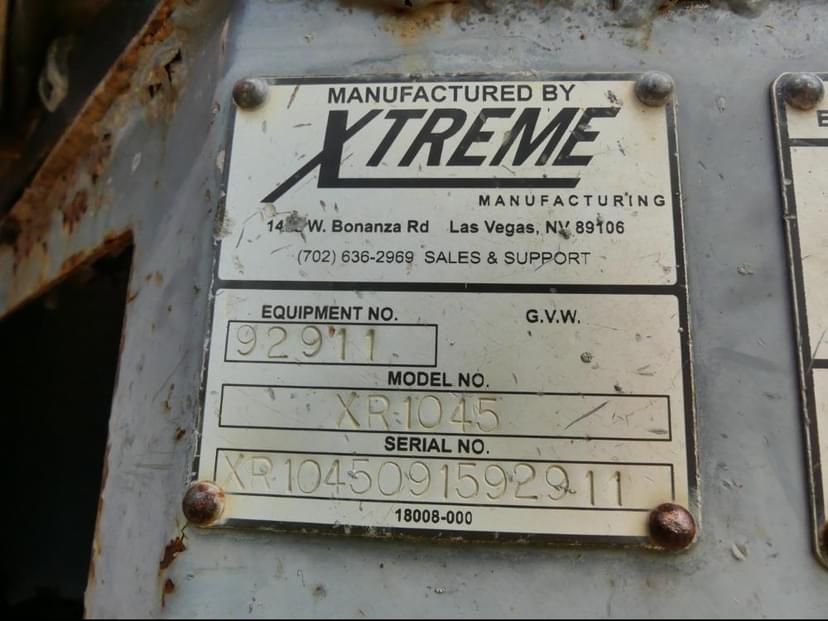 MANUFACTURED BY
XTREME
MANUFACTURING
W. Bonanza Rd Las Vegas, NV 89106
(702) 636-2969 SALES & SUPPORT
EQUIPMENT NO. G.V.W.
92911
MODEL NO.
XR1045
SERIAL NO.
XR1045091592911
18008-000
E